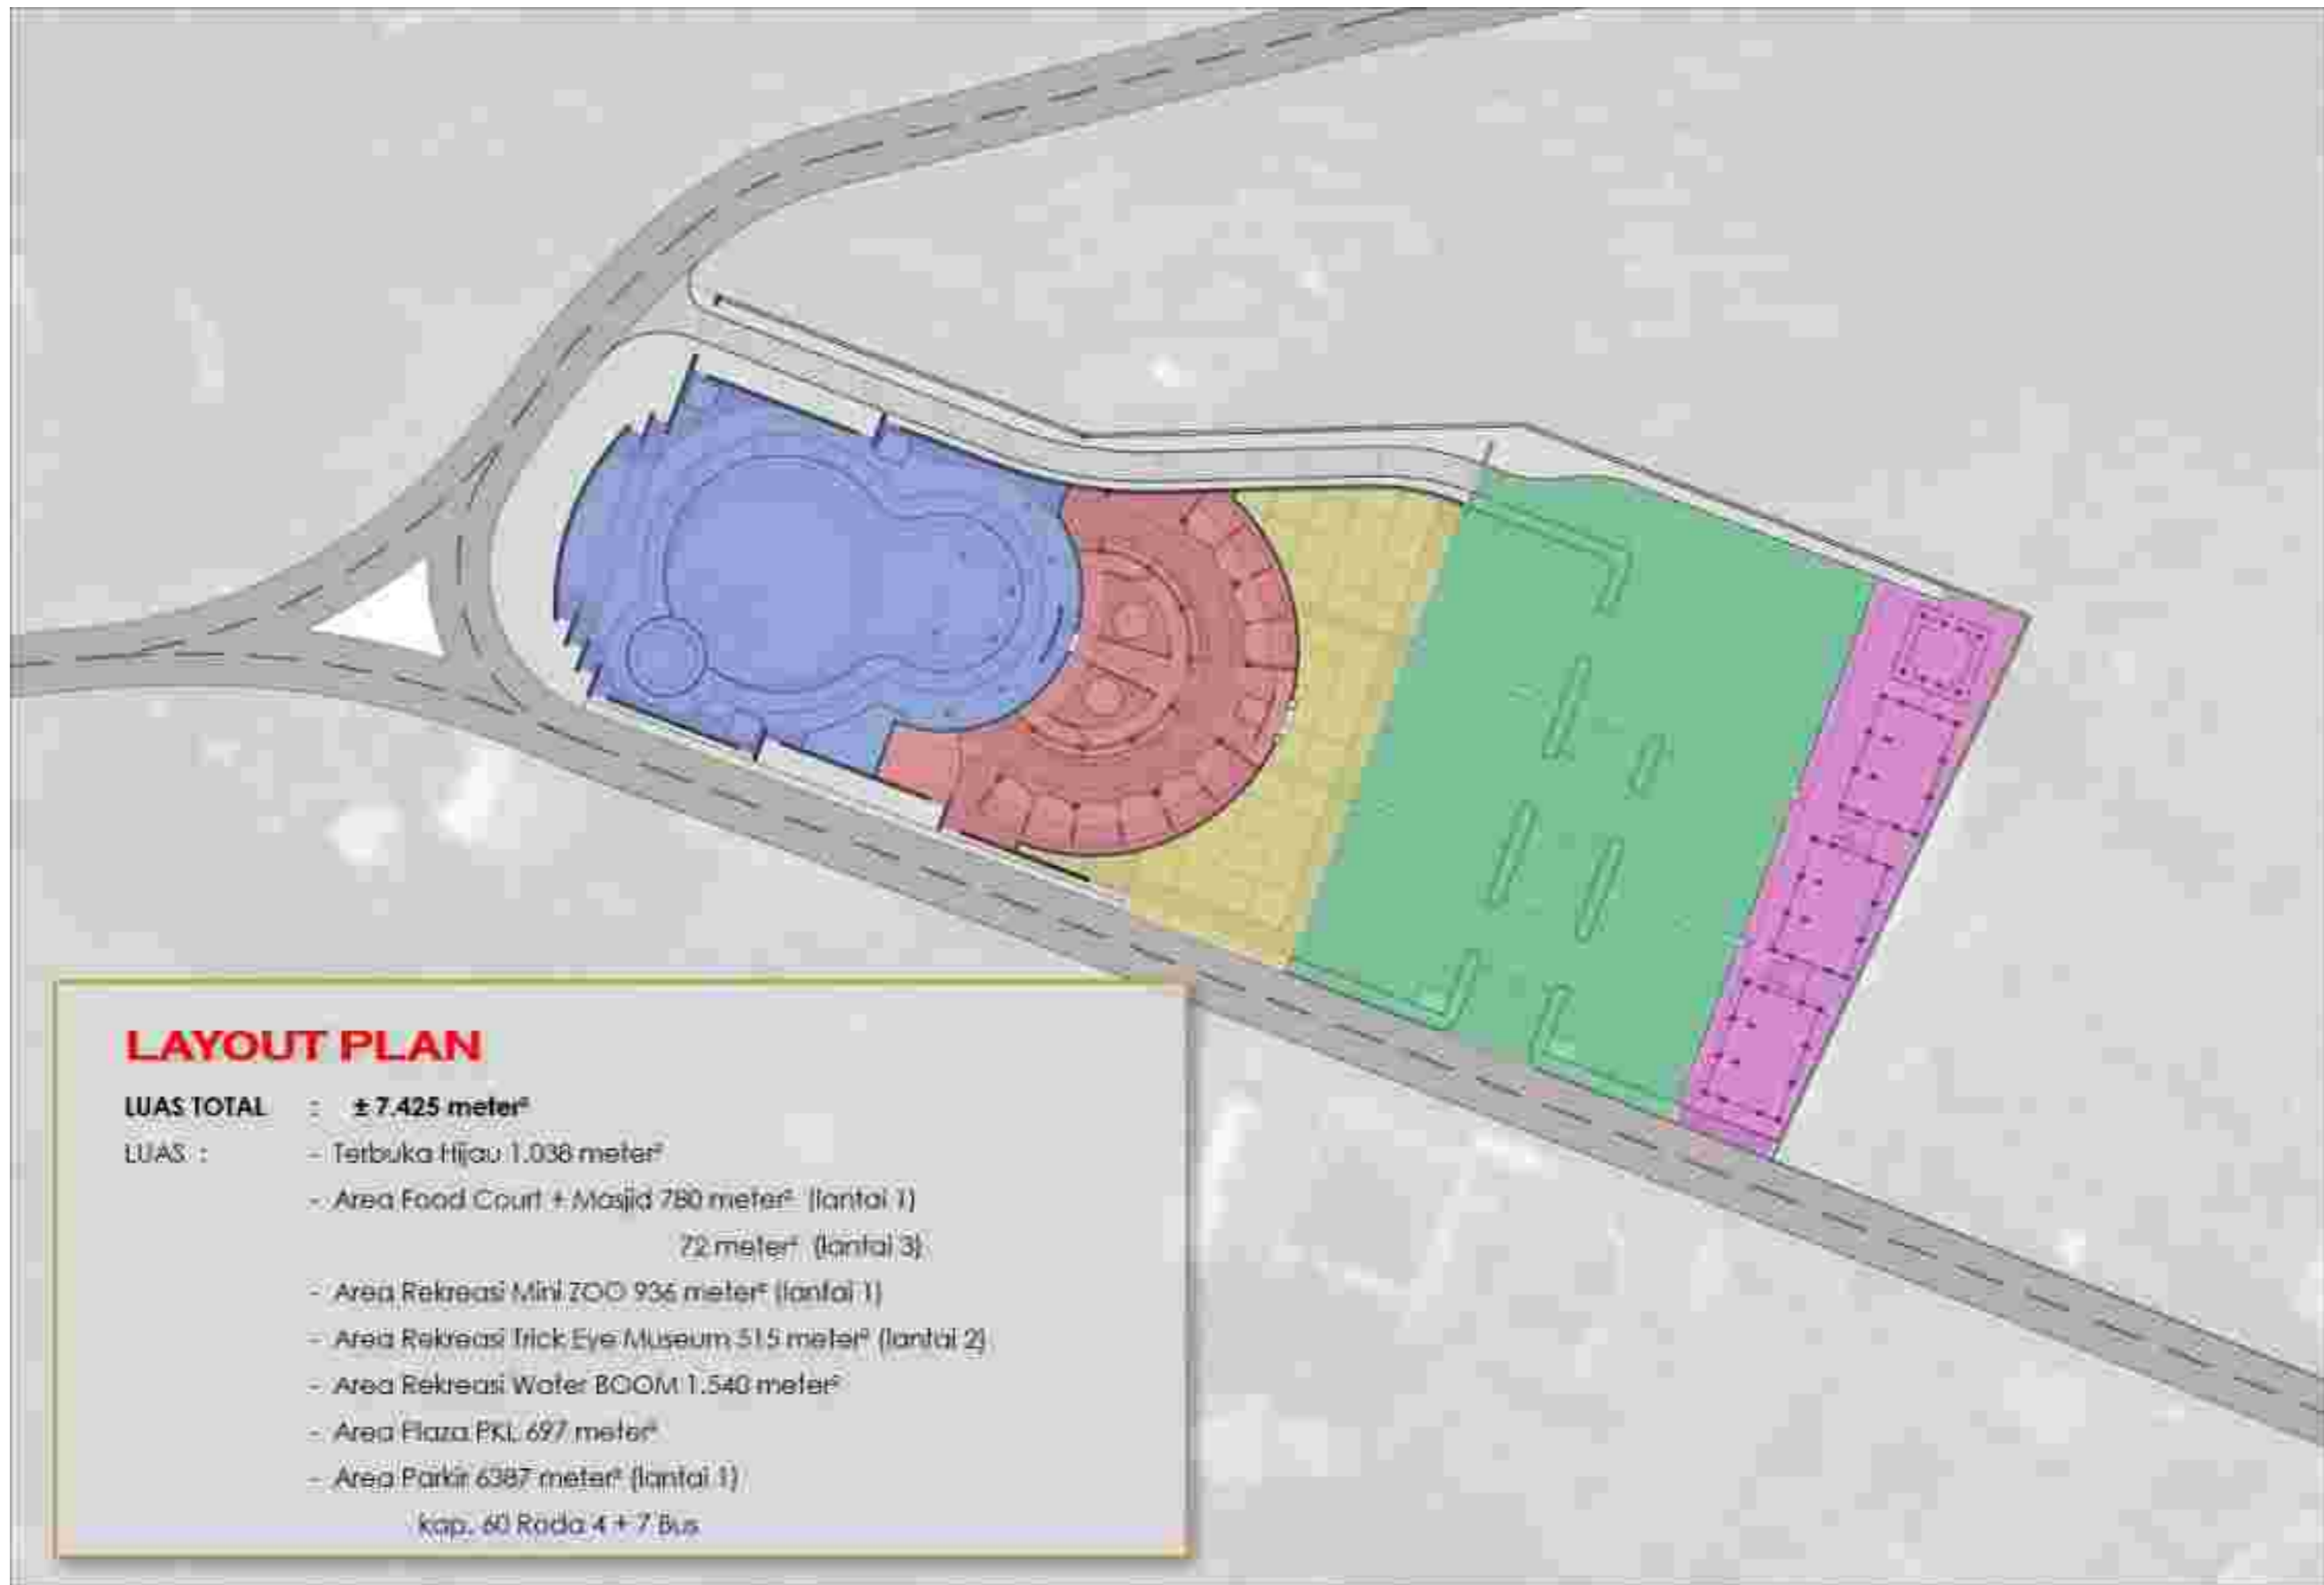 LAYOUT PLAN
LUAS TOTAL : ± 7.425 meter²
LUAS : - Terbuka Hijau 1.038 meter²
- Area Food Court + Masjid 780 meter² (lantai 1)
72 meter² (lantai 3)
- Area Rekreasi Mini ZOO 936 meter² (lantai 1)
- Area Rekreasi Trick Eye Museum 515 meter² (lantai 2)
- Area Rekreasi Water BOOM 1.540 meter²
- Area Plaza PKL 697 meter²
- Area Parkir 6387 meter² (lantai 1)
kap. 60 Roda 4 + 7 Bus